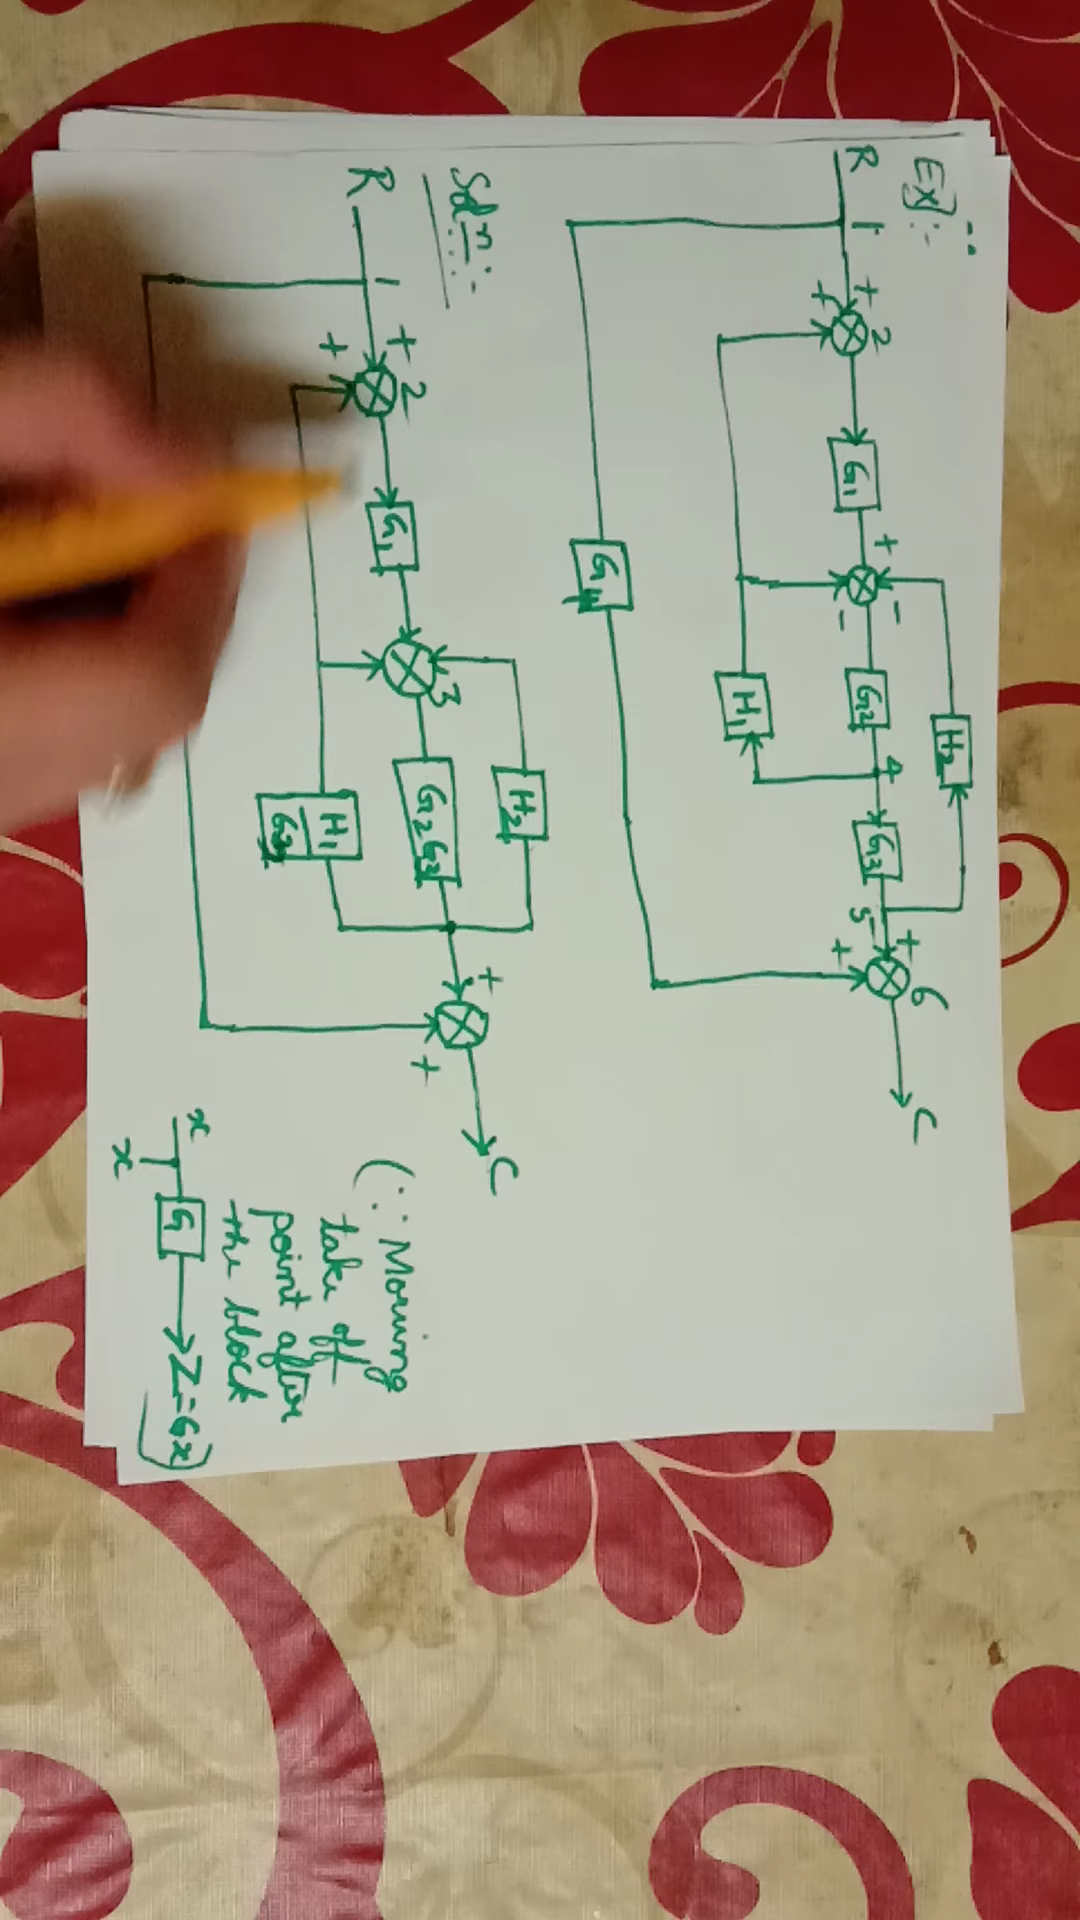 Ex:-
R 1 + 2 G1 + G2 4 G3 5 + 6 C
+ - - +
H2
H1
G4
Soln:-
R 1 + 2 G1 3 G2G3 + C
+ +
H2
H1
G3
(∵ Moving
take off
point after
the block
x G → Z=Gx)
x